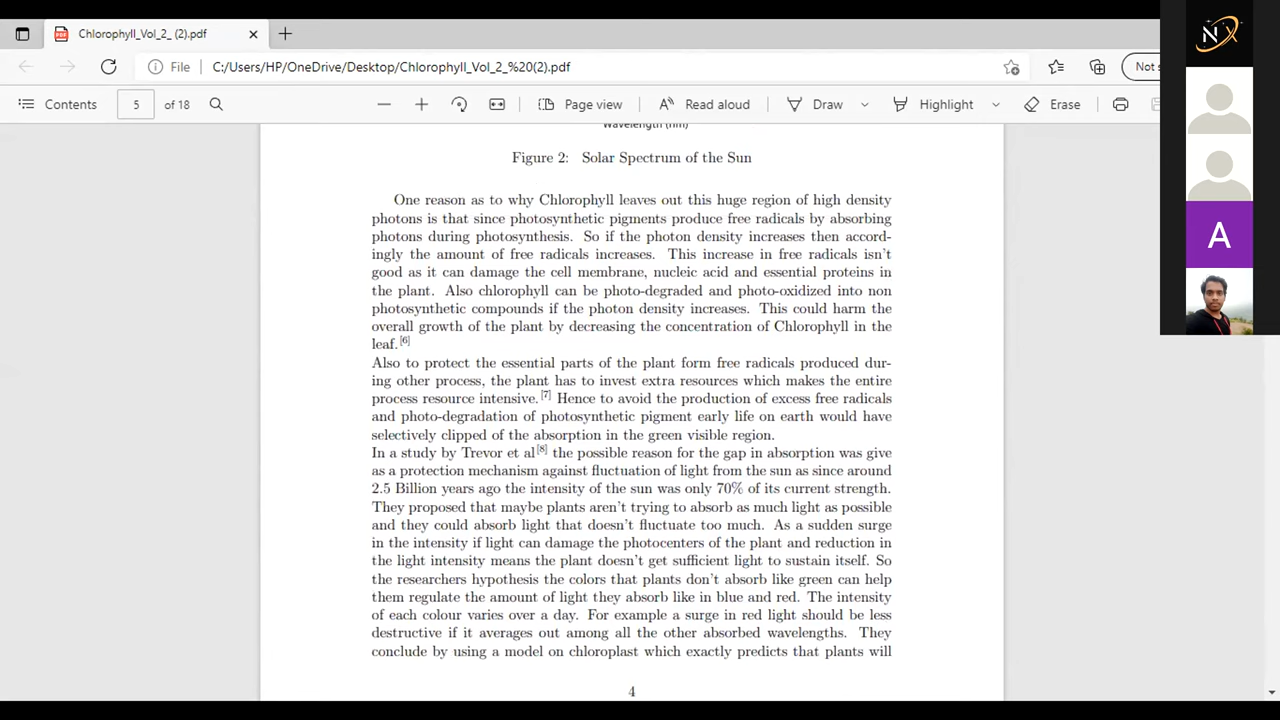 Chlorophyll_Vol_2_ (2).pdf
File C:/Users/HP/OneDrive/Desktop/Chlorophyll_Vol_2_%20(2).pdf Not s
Contents 5 of 18 Page view Read aloud Draw Highlight Erase
Wavelength (nm)
Figure 2: Solar Spectrum of the Sun
One reason as to why Chlorophyll leaves out this huge region of high density
photons is that since photosynthetic pigments produce free radicals by absorbing
photons during photosynthesis. So if the photon density increases then accord-
ingly the amount of free radicals increases. This increase in free radicals isn't
good as it can damage the cell membrane, nucleic acid and essential proteins in
the plant. Also chlorophyll can be photo-degraded and photo-oxidized into non
photosynthetic compounds if the photon density increases. This could harm the
overall growth of the plant by decreasing the concentration of Chlorophyll in the
leaf.[6]
Also to protect the essential parts of the plant form free radicals produced dur-
ing other process, the plant has to invest extra resources which makes the entire
process resource intensive.[7] Hence to avoid the production of excess free radicals
and photo-degradation of photosynthetic pigment early life on earth would have
selectively clipped of the absorption in the green visible region.
In a study by Trevor et al[8] the possible reason for the gap in absorption was give
as a protection mechanism against fluctuation of light from the sun as since around
2.5 Billion years ago the intensity of the sun was only 70% of its current strength.
They proposed that maybe plants aren't trying to absorb as much light as possible
and they could absorb light that doesn't fluctuate too much. As a sudden surge
in the intensity if light can damage the photocenters of the plant and reduction in
the light intensity means the plant doesn't get sufficient light to sustain itself. So
the researchers hypothesis the colors that plants don't absorb like green can help
them regulate the amount of light they absorb like in blue and red. The intensity
of each colour varies over a day. For example a surge in red light should be less
destructive if it averages out among all the other absorbed wavelengths. They
conclude by using a model on chloroplast which exactly predicts that plants will
4
NX
A